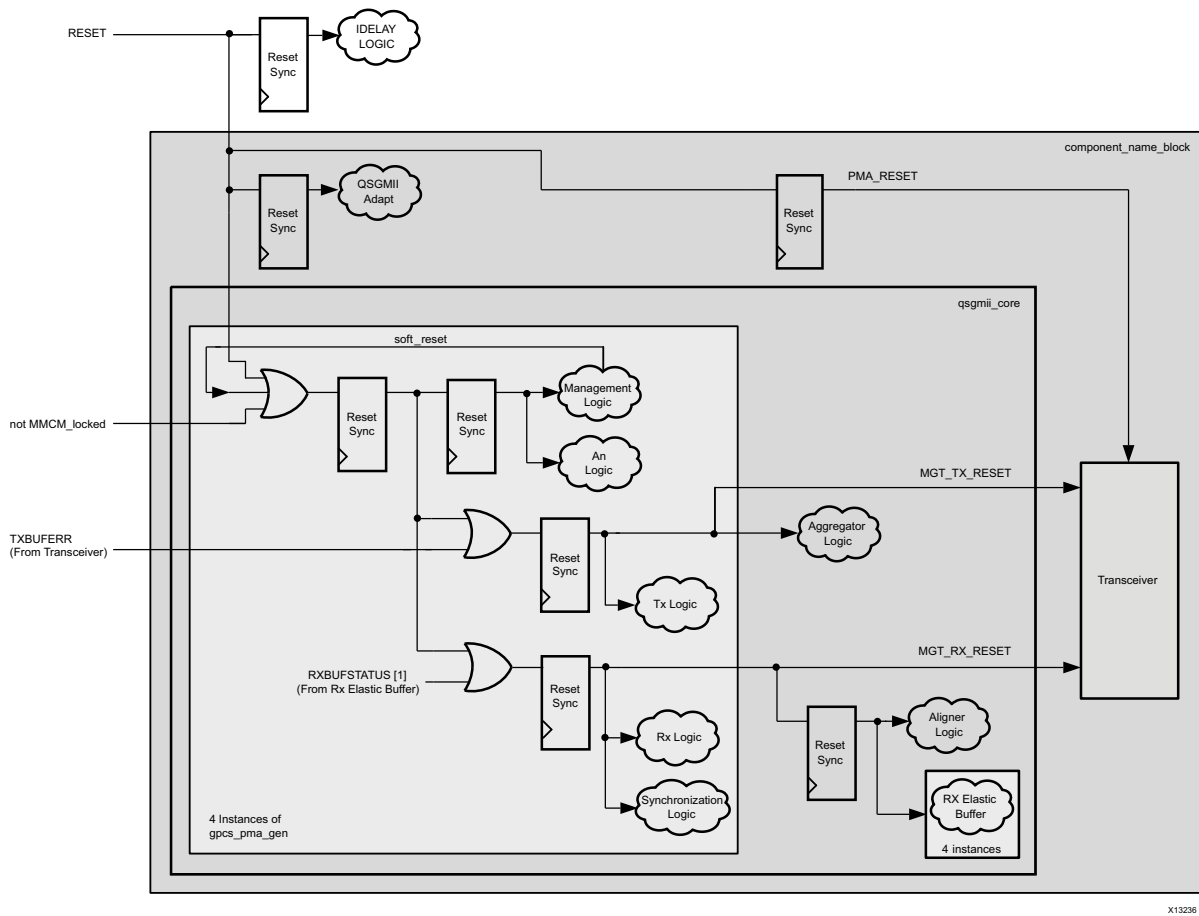 RESET
Reset
Sync
IDELAY
LOGIC
component_name_block
Reset
Sync
QSGMII
Adapt
Reset
Sync
PMA_RESET
qsgmii_core
soft_reset
not MMCM_locked
Reset
Sync
Reset
Sync
Management
Logic
An
Logic
MGT_TX_RESET
TXBUFERR
(From Transceiver)
Reset
Sync
Aggregator
Logic
Tx Logic
Transceiver
MGT_RX_RESET
RXBUFSTATUS [1]
(From Rx Elastic Buffer)
Reset
Sync
Rx Logic
Synchronization
Logic
Reset
Sync
Aligner
Logic
RX Elastic
Buffer
4 instances
4 Instances of
gpcs_pma_gen
X13236